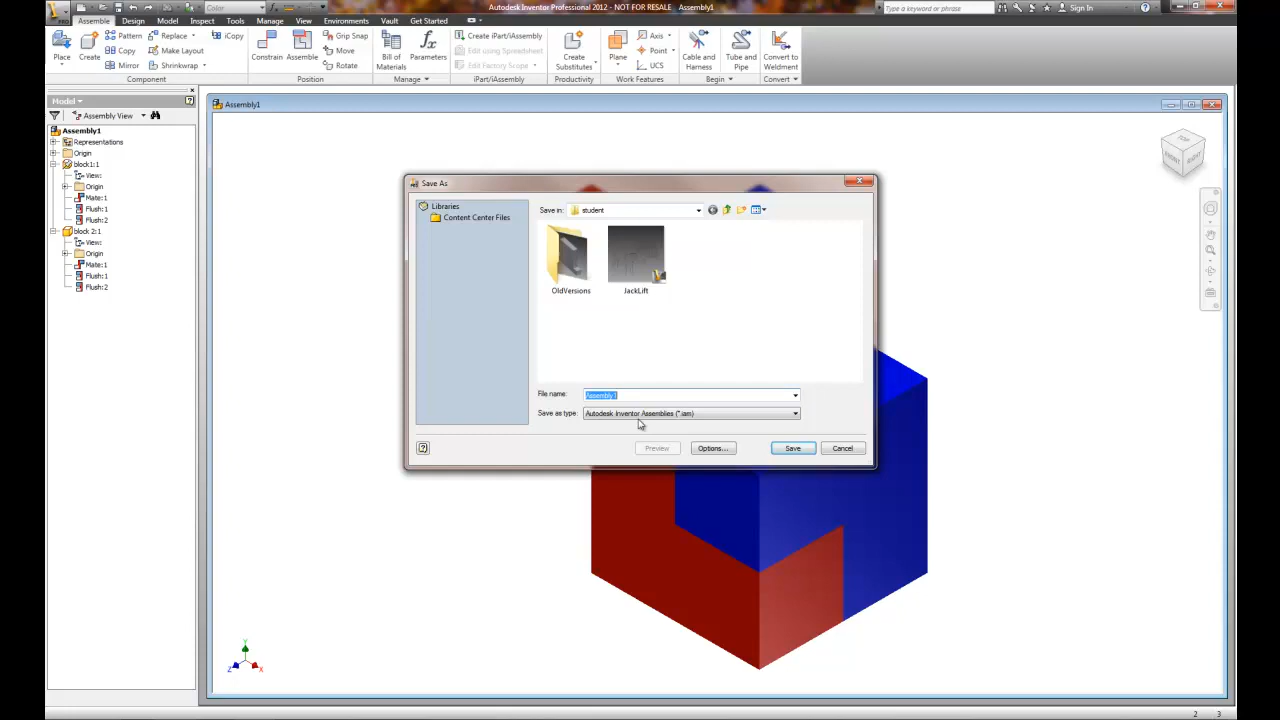 Autodesk Inventor Professional 2012 - NOT FOR RESALE   Assembly1
Type a keyword or phrase
Sign In
Color
PRO
Assemble Design Model Inspect Tools Manage View Environments Vault Get Started
Place Create Pattern Copy Mirror Replace Make Layout Shrinkwrap iCopy
Component
Constrain Assemble Grip Snap Move Rotate
Position
Bill of Materials Parameters
Manage
Create iPart/iAssembly
Edit using Spreadsheet
Edit Factory Scope
iPart/iAssembly
Create Substitutes
Productivity
Plane Axis Point UCS
Work Features
Cable and Harness Tube and Pipe
Begin
Convert to Weldment
Convert
Model
Assembly View
Assembly1
Representations
Origin
block1:1
View:
Origin
Mate:1
Flush:1
Flush:2
block 2:1
View:
Origin
Mate:1
Flush:1
Flush:2
Assembly1
FRONT RIGHT
Save As
Libraries
Content Center Files
Save in: student
OldVersions JackLift
File name: Assembly1
Save as type: Autodesk Inventor Assemblies (*.iam)
Preview Options... Save Cancel
Y
Z X
2 3